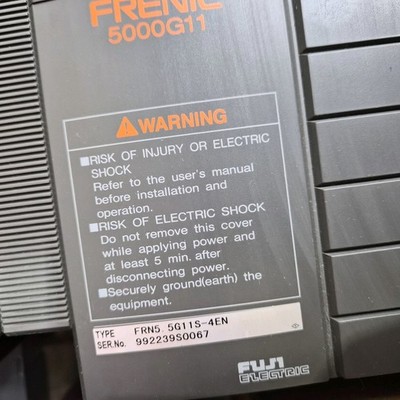 FRENIC
5000G11
WARNING
■RISK OF INJURY OR ELECTRIC
SHOCK
Refer to the user's manual
before installation and
operation.
■RISK OF ELECTRIC SHOCK
Do not remove this cover
while applying power and
at least 5 min. after
disconnecting power.
■Securely ground(earth) the
equipment.
TYPE FRN5.5G11S-4EN
SER.No. 992239S0067
FUJI
ELECTRIC